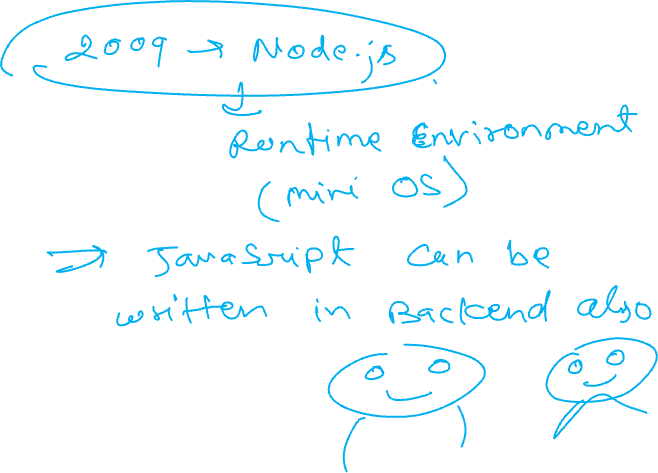 2009 → Node.js
Runtime Environment
(mini OS)
→ JavaScript can be
written in Backend also